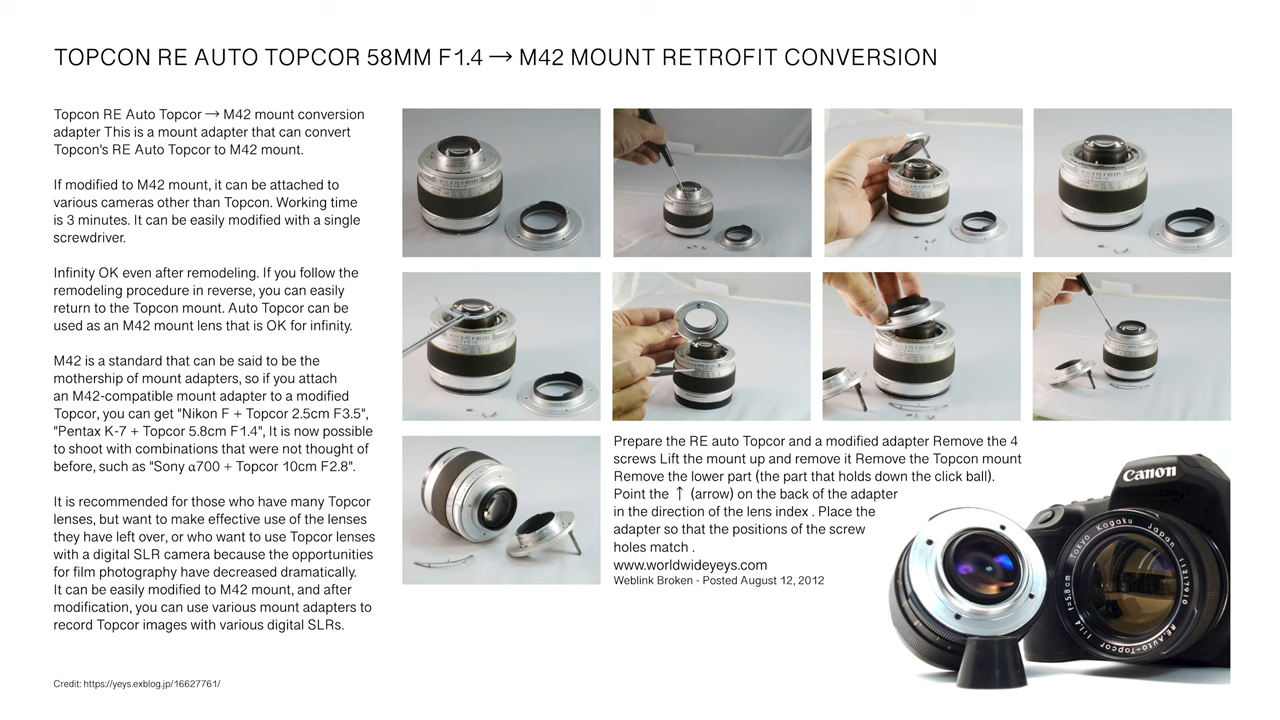 TOPCON RE AUTO TOPCOR 58MM F1.4 → M42 MOUNT RETROFIT CONVERSION
Topcon RE Auto Topcor → M42 mount conversion
adapter This is a mount adapter that can convert
Topcon's RE Auto Topcor to M42 mount.
If modified to M42 mount, it can be attached to
various cameras other than Topcon. Working time
is 3 minutes. It can be easily modified with a single
screwdriver.
Infinity OK even after remodeling. If you follow the
remodeling procedure in reverse, you can easily
return to the Topcon mount. Auto Topcor can be
used as an M42 mount lens that is OK for infinity.
M42 is a standard that can be said to be the
mothership of mount adapters, so if you attach
an M42-compatible mount adapter to a modified
Topcor, you can get "Nikon F + Topcor 2.5cm F3.5",
"Pentax K-7 + Topcor 5.8cm F1.4", It is now possible
to shoot with combinations that were not thought of
before, such as "Sony α700 + Topcor 10cm F2.8".
It is recommended for those who have many Topcor
lenses, but want to make effective use of the lenses
they have left over, or who want to use Topcor lenses
with a digital SLR camera because the opportunities
for film photography have decreased dramatically.
It can be easily modified to M42 mount, and after
modification, you can use various mount adapters to
record Topcor images with various digital SLRs.
Prepare the RE auto Topcor and a modified adapter Remove the 4
screws Lift the mount up and remove it Remove the Topcon mount
Remove the lower part (the part that holds down the click ball).
Point the ↑ (arrow) on the back of the adapter
in the direction of the lens index . Place the
adapter so that the positions of the screw
holes match .
www.worldwideyeys.com
Weblink Broken - Posted August 12, 2012
Canon
Tokyo Kogaku Japan 11217910
RE. Auto-Topcor 1:1.4 f=5.8cm
Credit: https://yeys.exblog.jp/16627761/